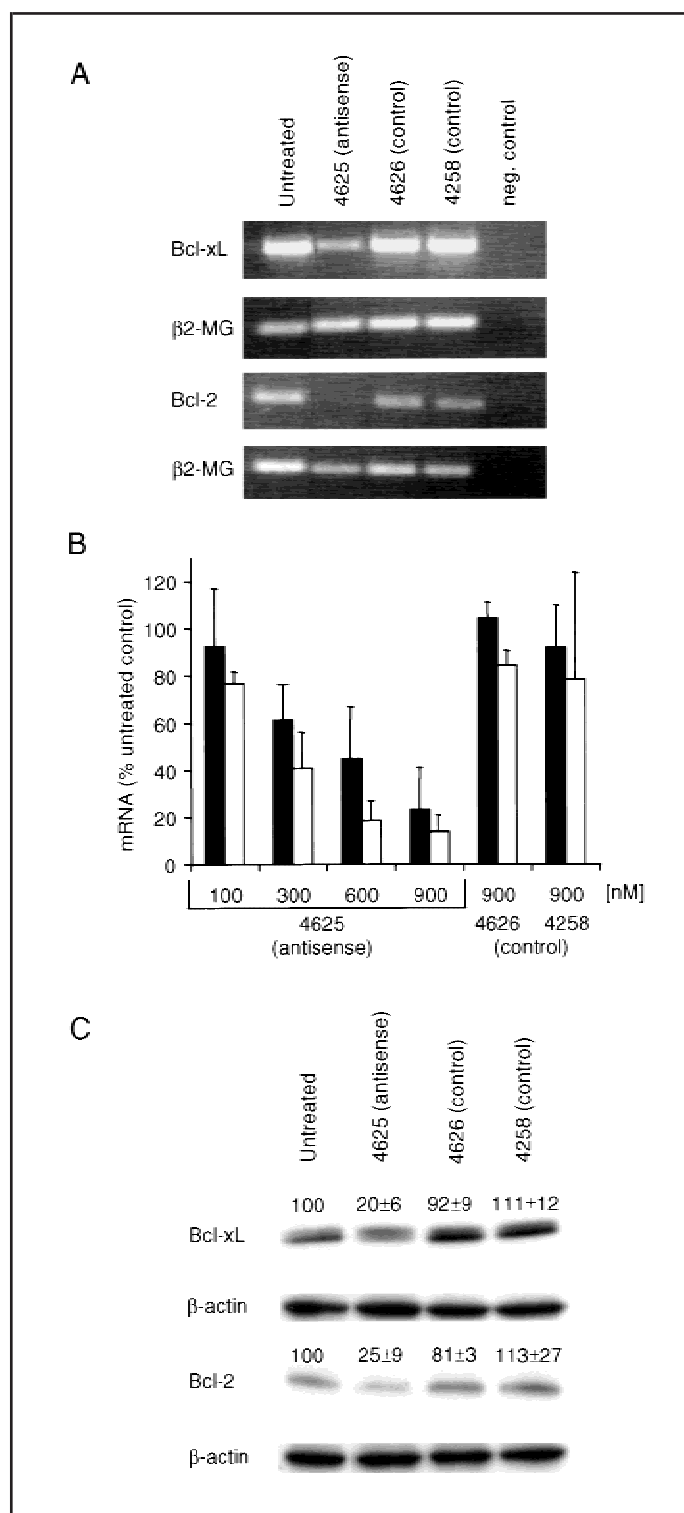 A
Untreated
4625 (antisense)
4626 (control)
4258 (control)
neg. control
Bcl-xL
β2-MG
Bcl-2
β2-MG
B
mRNA (% untreated control)
120
100
80
60
40
20
0
100 300 600 900 900 900 [nM]
4625 4626 4258
(antisense) (control)
C
Untreated
4625 (antisense)
4626 (control)
4258 (control)
100 20±6 92±9 111+12
Bcl-xL
β-actin
100 25±9 81±3 113±27
Bcl-2
β-actin